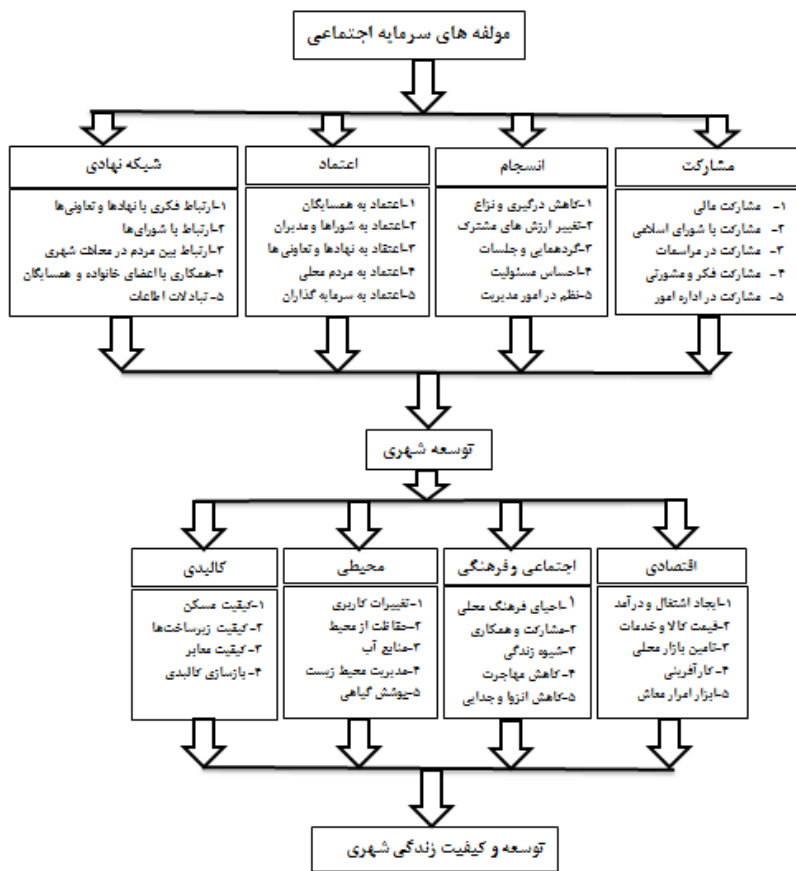 مولفه های سرمایه اجتماعی
مشارکت
۱- مشارکت مالی
۲- مشارکت با شورای اسلامی
۳- مشارکت در مراسمات
۴- مشارکت فکر و مشورتی
۵- مشارکت در اداره امور
انسجام
۱-کاهش درگیری و نزاع
۲-تغییر ارزش های مشترک
۳-گردهمایی و جلسات
۴-احساس مسئولیت
۵-نظم در امور مدیریت
اعتماد
۱-اعتماد به همسایگان
۲-اعتماد به شوراها و مدیران
۳-اعتقاد به نهادها و تعاونی ها
۴-اعتماد به مردم محلی
۵-اعتماد به سرمایه گذاران
شبکه نهادی
۱-ارتباط فکری با نهادها و تعاونی‌ها
۲-ارتباط با شورای‌ها
۳-ارتباط بین مردم در محلات شهری
۴-همکاری با اعضای خانواده و همسایگان
۵- تبادلات اطاعات
توسعه شهری
اقتصادی
۱-ایجاد اشتغال و درآمد
۲-قیمت کالا و خدمات
۳-تامین بازار محلی
۴-کارآفرینی
۵-ابزار امرار معاش
اجتماعی و فرهنگی
۱-احیای فرهنگ محلی
۲-مشارکت و همکاری
۳-شیوه زندگی
۴-کاهش مهاجرت
۵-کاهش انزوا و جدایی
محیطی
۱-تغییرات کاربری
۲-حفاظت از محیط
۳-منابع آب
۴-مدیریت محیط زیست
۵-پوشش گیاهی
کالبدی
۱-کیفیت مسکن
۲-کیفیت زیرساخت‌ها
۳-کیفیت معابر
۴-بازسازی کالبدی
توسعه و کیفیت زندگی شهری